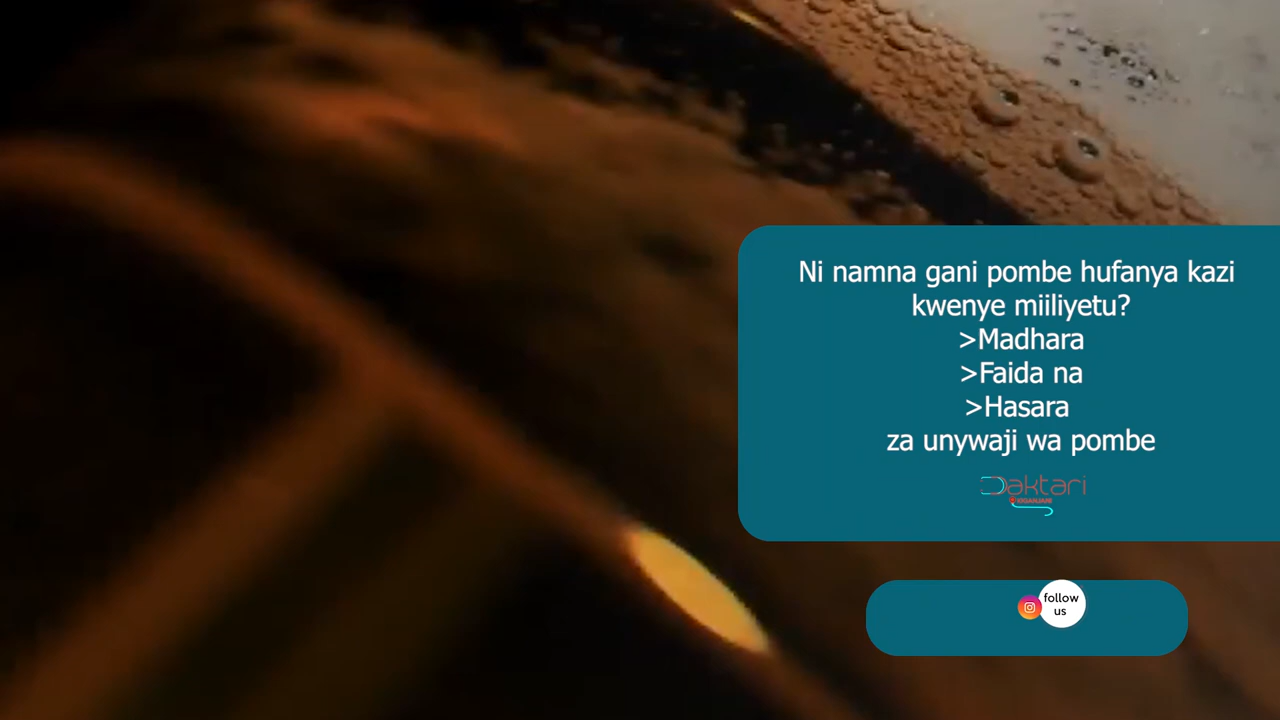 Ni namna gani pombe hufanya kazi
kwenye miiliyetu?
>Madhara
>Faida na
>Hasara
za unywaji wa pombe
Daktari
follow
us